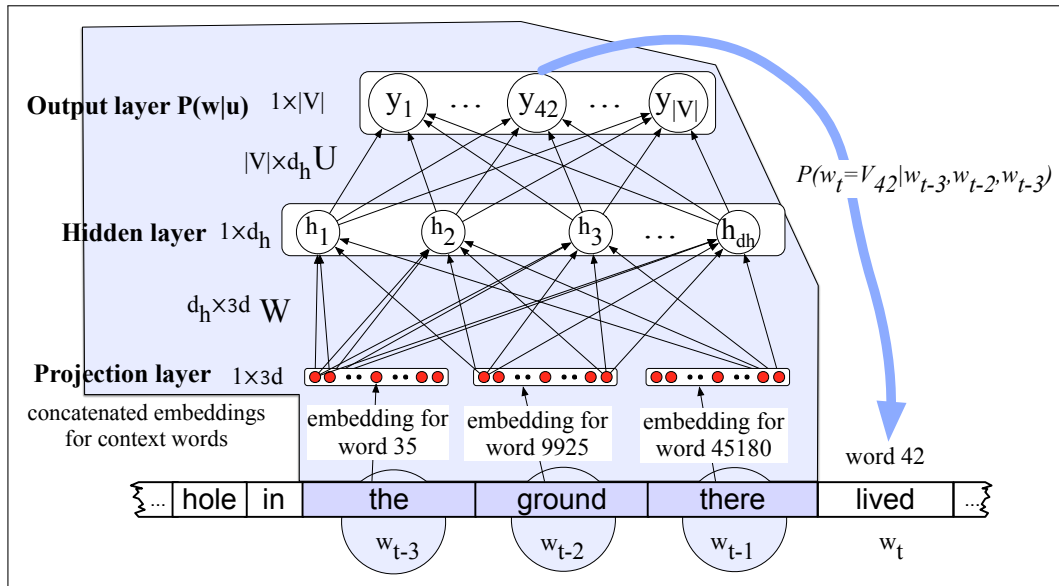 Output layer P(w|u) 1×|V|
y1 ... y42 ... y|V|
|V|×dh U
P(wt=V42|wt-3,wt-2,wt-3)
Hidden layer 1×dh
h1 h2 h3 ... hdh
dh×3d W
Projection layer 1×3d
concatenated embeddings
for context words
embedding for
word 35
embedding for
word 9925
embedding for
word 45180
word 42
... hole in the ground there lived ...
wt-3 wt-2 wt-1 wt